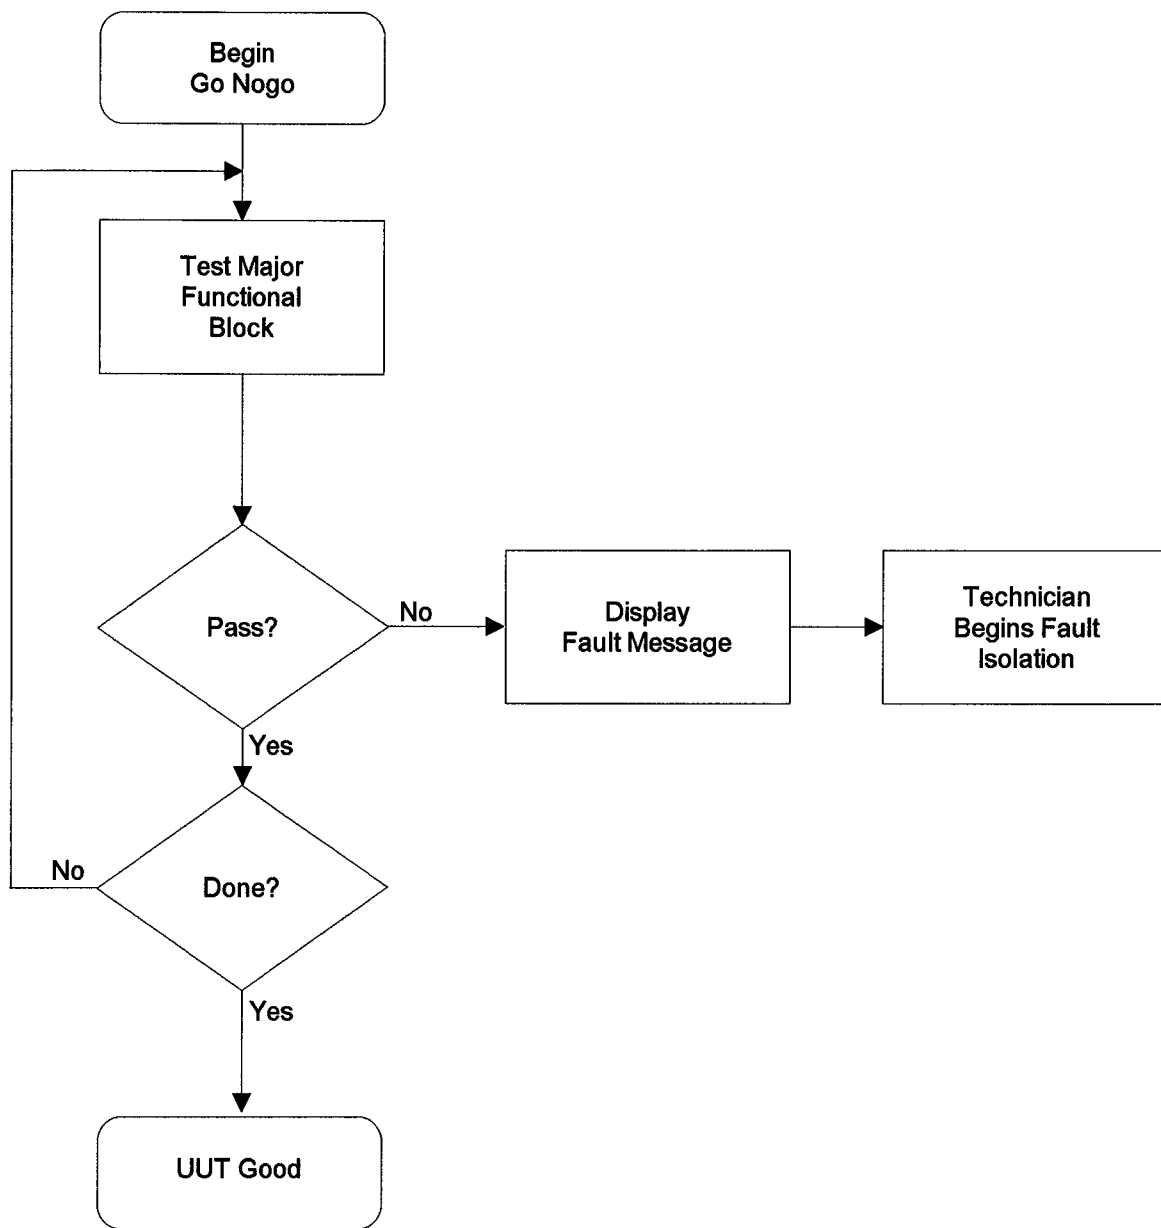 Begin
Go Nogo
Test Major
Functional
Block
Pass?
No
Display
Fault Message
Technician
Begins Fault
Isolation
Yes
No
Done?
Yes
UUT Good